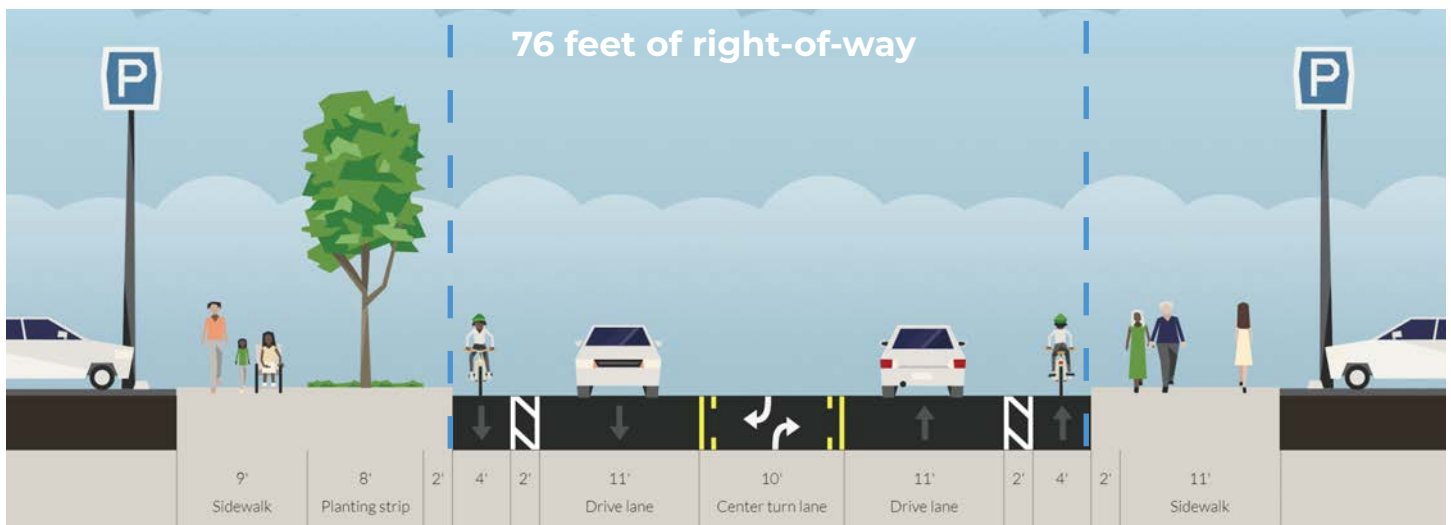 76 feet of right-of-way
P
P
9' 8' 2' 4' 2' 11' 10' 11' 2' 4' 2' 11'
Sidewalk Planting strip Drive lane Center turn lane Drive lane Sidewalk